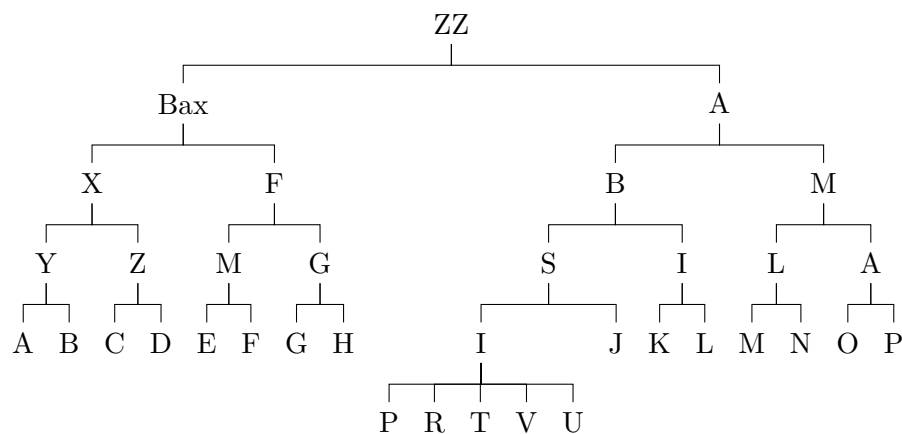 ZZ
Bax A
X F B M
Y Z M G S I L A
A B C D E F G H I J K L M N O P
P R T V U